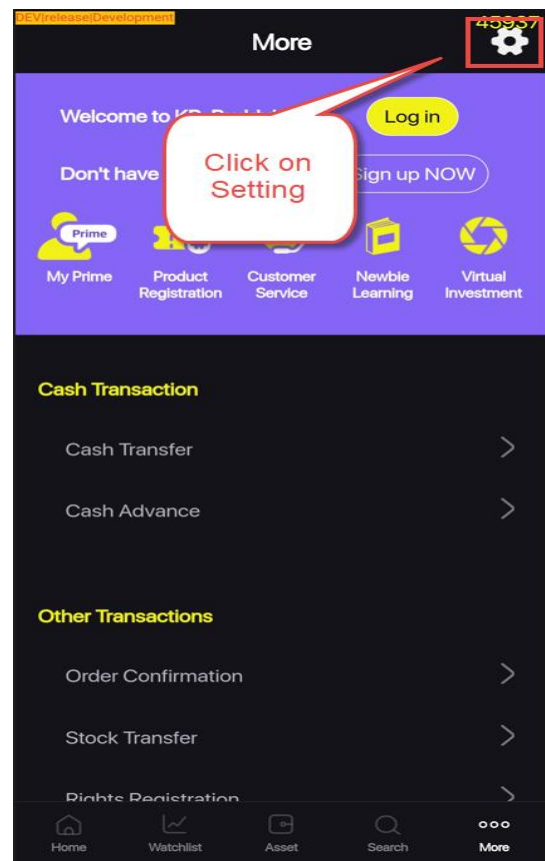 DEV|release|Development
45937
More
Welcome to
Log in
Don't have
Sign up NOW
Click on
Setting
Prime
My Prime
Product
Registration
Customer
Service
Newbie
Learning
Virtual
Investment
Cash Transaction
Cash Transfer
Cash Advance
Other Transactions
Order Confirmation
Stock Transfer
Rights Registration
Home
Watchlist
Asset
Search
More